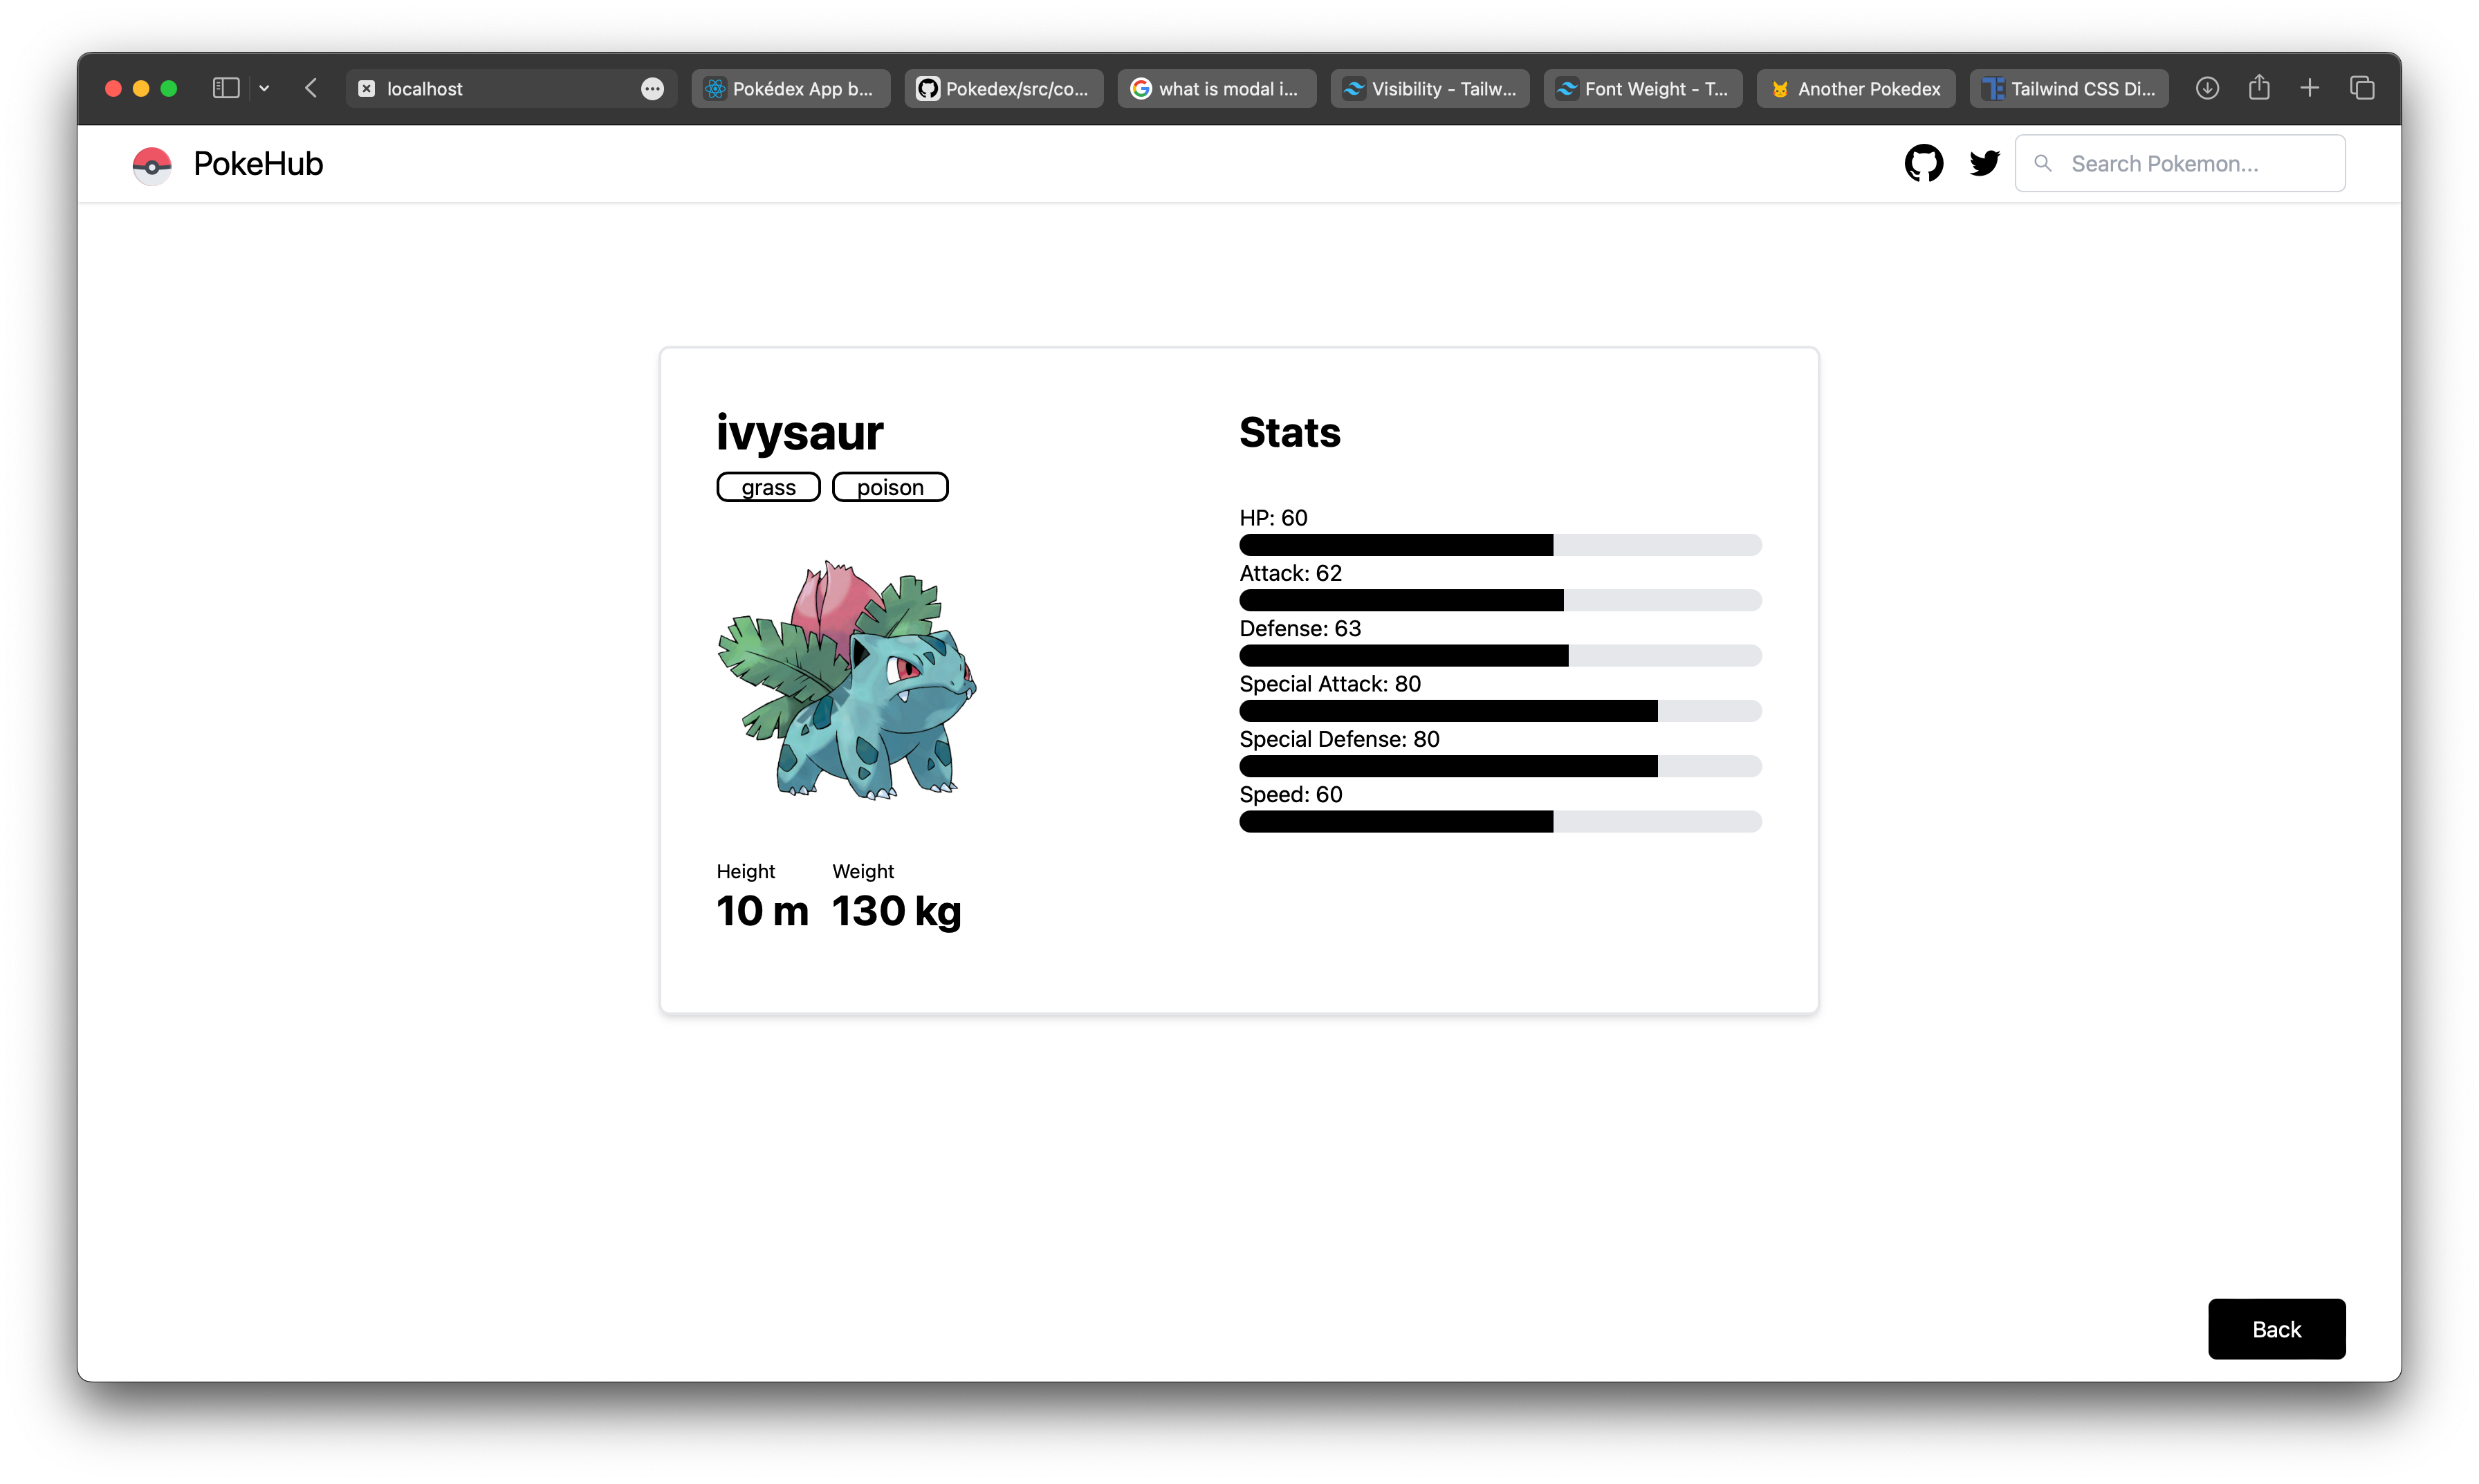 localhost
Pokédex App b...
Pokedex/src/co...
what is modal i...
Visibility - Tailw...
Font Weight - T...
Another Pokedex
Tailwind CSS Di...
PokeHub
Search Pokemon...
ivysaur
grass
poison
Height
Weight
10 m
130 kg
Stats
HP: 60
Attack: 62
Defense: 63
Special Attack: 80
Special Defense: 80
Speed: 60
Back